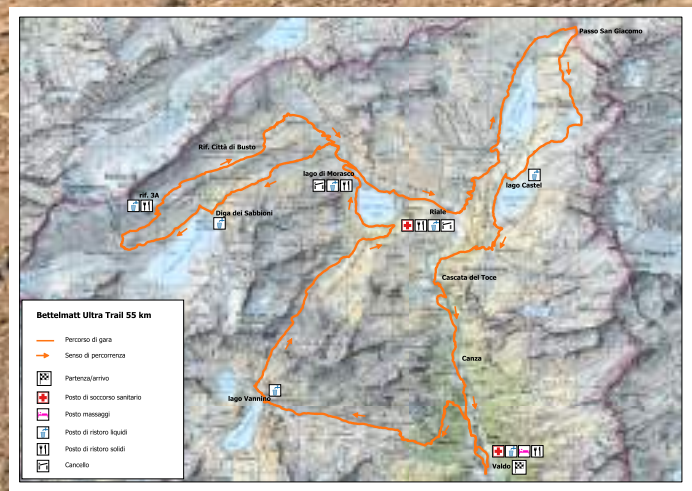 Passo San Giacomo
Rif. Città di Busto
lago di Morasco
rif. 3A
lago Castel
Diga dei Sabbioni
Riale
Cascata del Toce
Bettelmatt Ultra Trail 55 km
Percorso di gara
Senso di percorrenza
Canza
Partenza/arrivo
Posto di soccorso sanitario
lago Vannino
Posto massaggi
Posto di ristoro liquidi
Posto di ristoro solidi
Valdo
Cancello